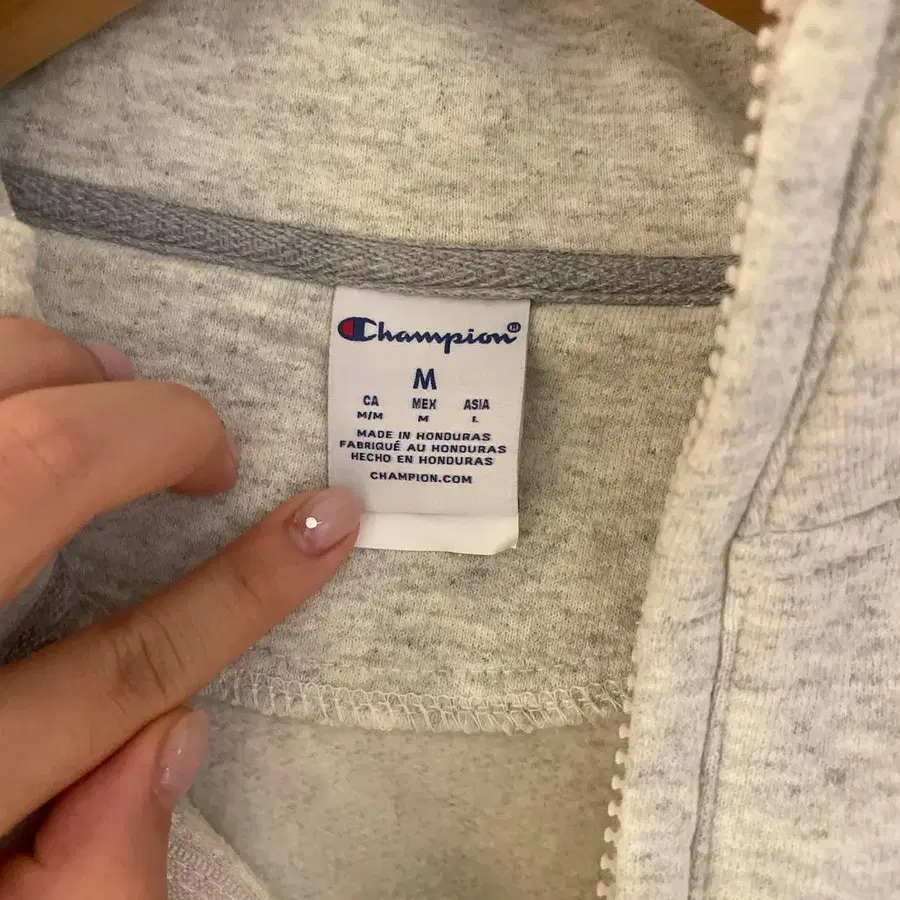 Champion®
M
CA MEX ASIA
M/M M L
MADE IN HONDURAS
FABRIQUÉ AU HONDURAS
HECHO EN HONDURAS
CHAMPION.COM